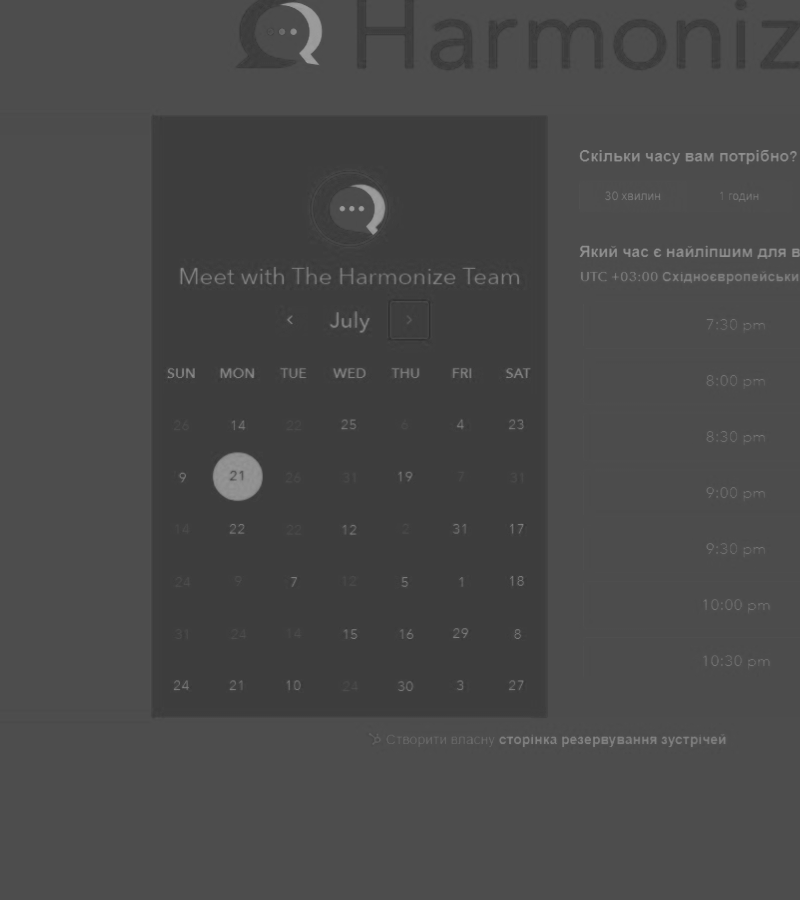 Harmoniz
Meet with The Harmonize Team
July
SUN MON TUE WED THU FRI SAT
26 14 22 25 6 4 23
9 21 26 31 19 7 31
14 22 22 12 2 31 17
24 9 7 12 5 1 18
31 24 14 15 16 29 8
24 21 10 24 30 3 27
Скільки часу вам потрібно?
30 хвилин 1 годин
Який час є найліпшим для в
UTC +03:00 Східноєвропейськи
7:30 pm
8:00 pm
8:30 pm
9:00 pm
9:30 pm
10:00 pm
10:30 pm
Створити власну сторінка резервування зустрічей